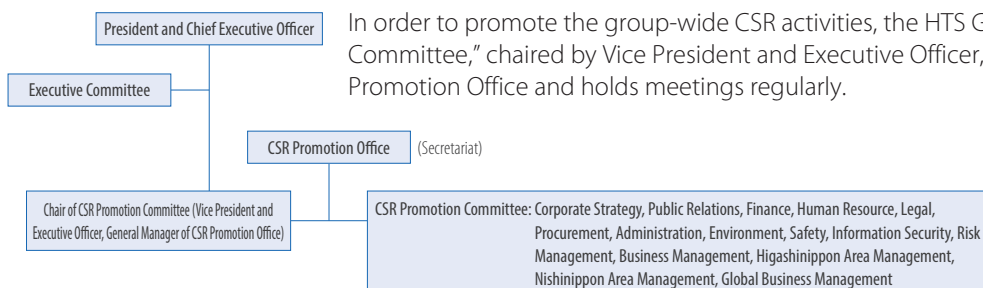 President and Chief Executive Officer
In order to promote the group-wide CSR activities, the HTS
Committee,” chaired by Vice President and Executive Officer,
Promotion Office and holds meetings regularly.
Executive Committee
CSR Promotion Office (Secretariat)
Chair of CSR Promotion Committee (Vice President and
Executive Officer, General Manager of CSR Promotion Office)
CSR Promotion Committee: Corporate Strategy, Public Relations, Finance, Human Resource, Legal,
Procurement, Administration, Environment, Safety, Information Security, Risk
Management, Business Management, Higashinippon Area Management,
Nishinippon Area Management, Global Business Management